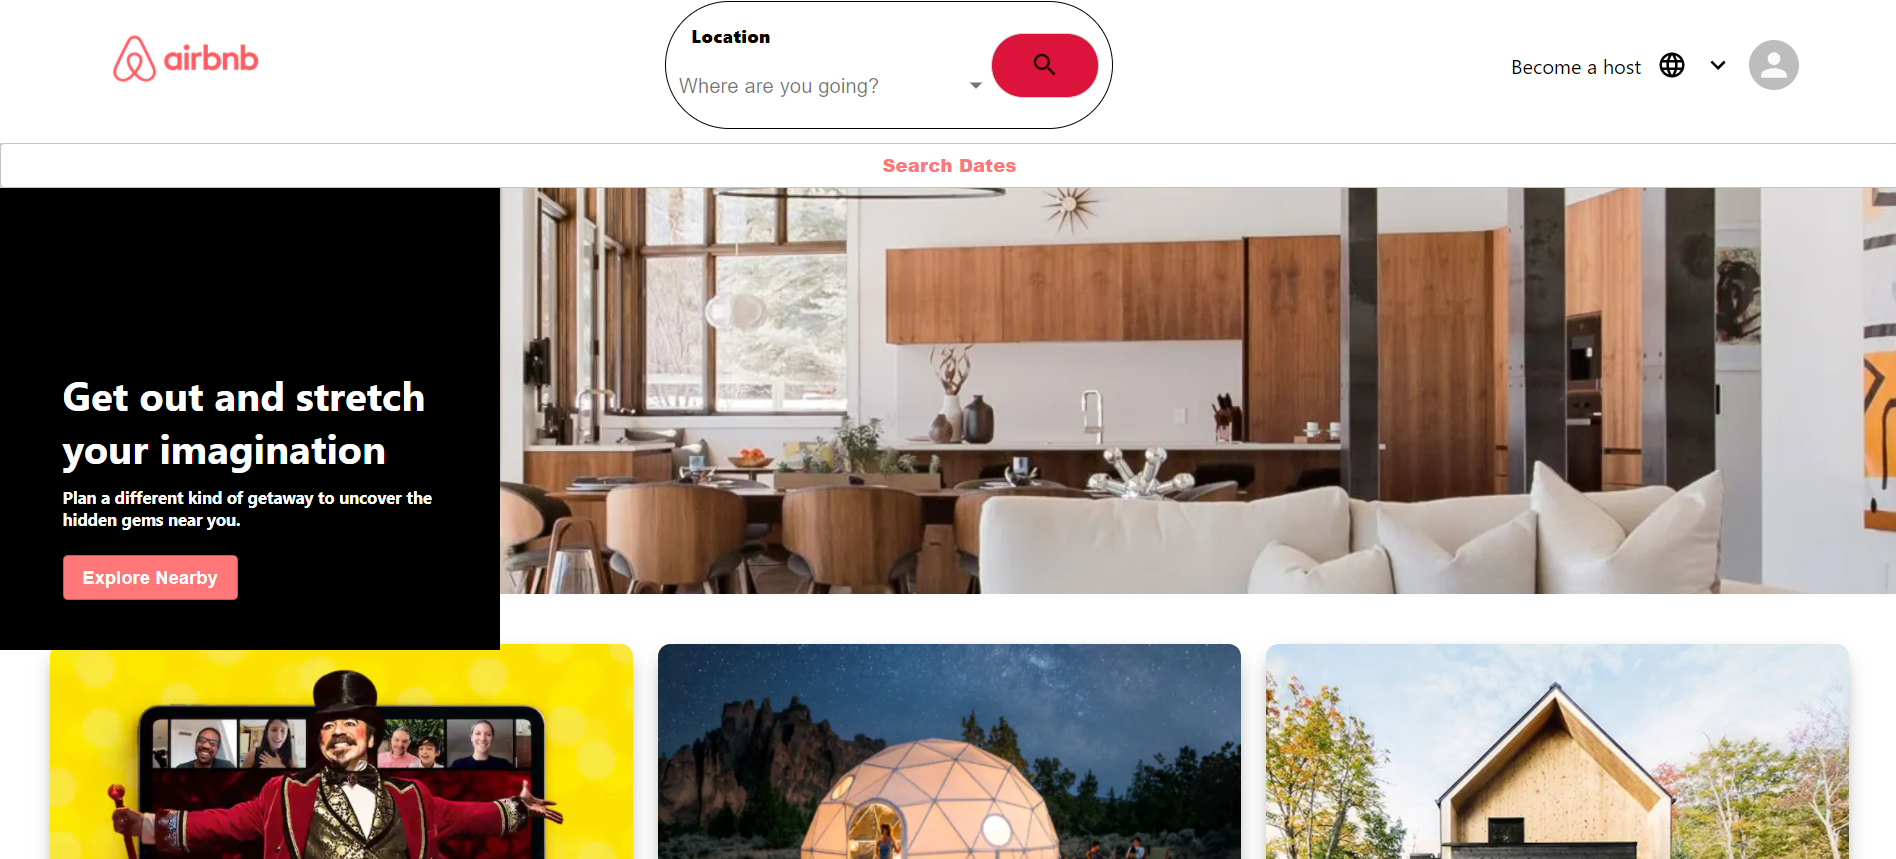 airbnb
Location
Where are you going?
Become a host
Search Dates
Get out and stretch
your imagination
Plan a different kind of getaway to uncover the
hidden gems near you.
Explore Nearby